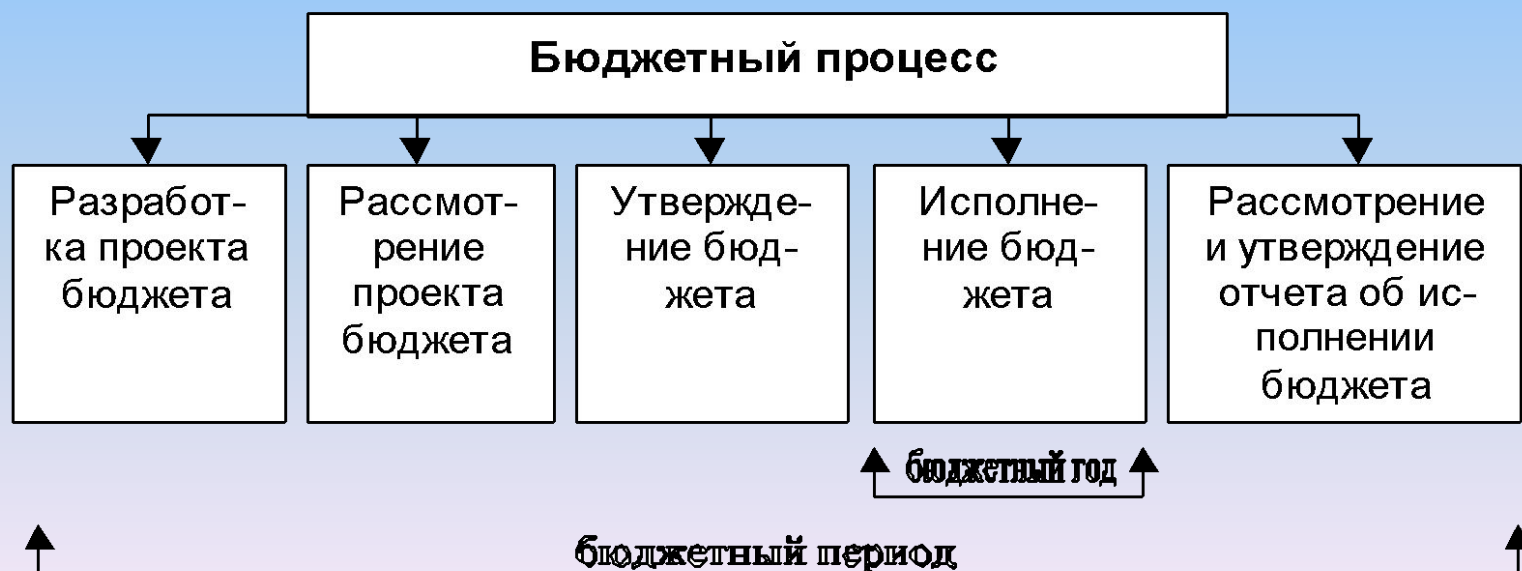 Бюджетный процесс
Разработ-
ка проекта
бюджета
Рассмот-
рение
проекта
бюджета
Утвержде-
ние бюд-
жета
Исполне-
ние бюд-
жета
Рассмотрение
и утверждение
отчета об ис-
полнении
бюджета
бюджетный год
бюджетный период